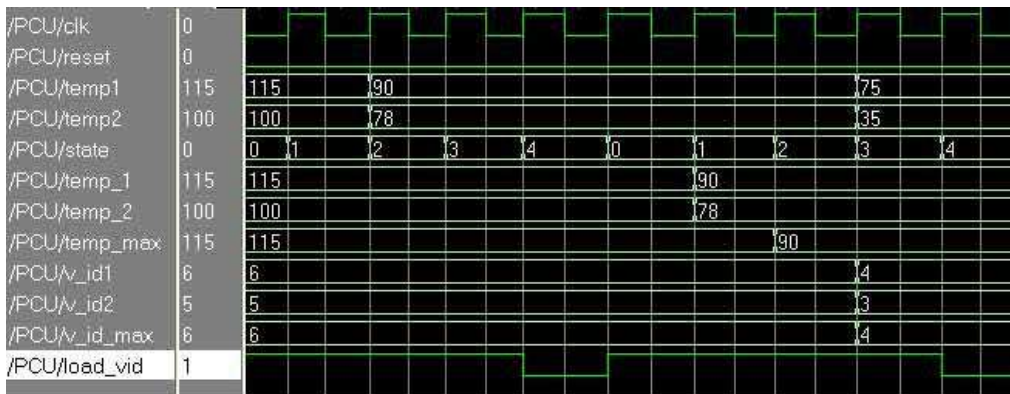 /PCU/clk 0
/PCU/reset 0
/PCU/temp1 115 115 90 75
/PCU/temp2 100 100 78 35
/PCU/state 0 0 1 2 3 4 0 1 2 3 4
/PCU/temp_1 115 115 90
/PCU/temp_2 100 100 78
/PCU/temp_max 115 115 90
/PCU/v_id1 6 6 4
/PCU/v_id2 5 5 3
/PCU/v_id_max 6 6 4
/PCU/load_vid 1